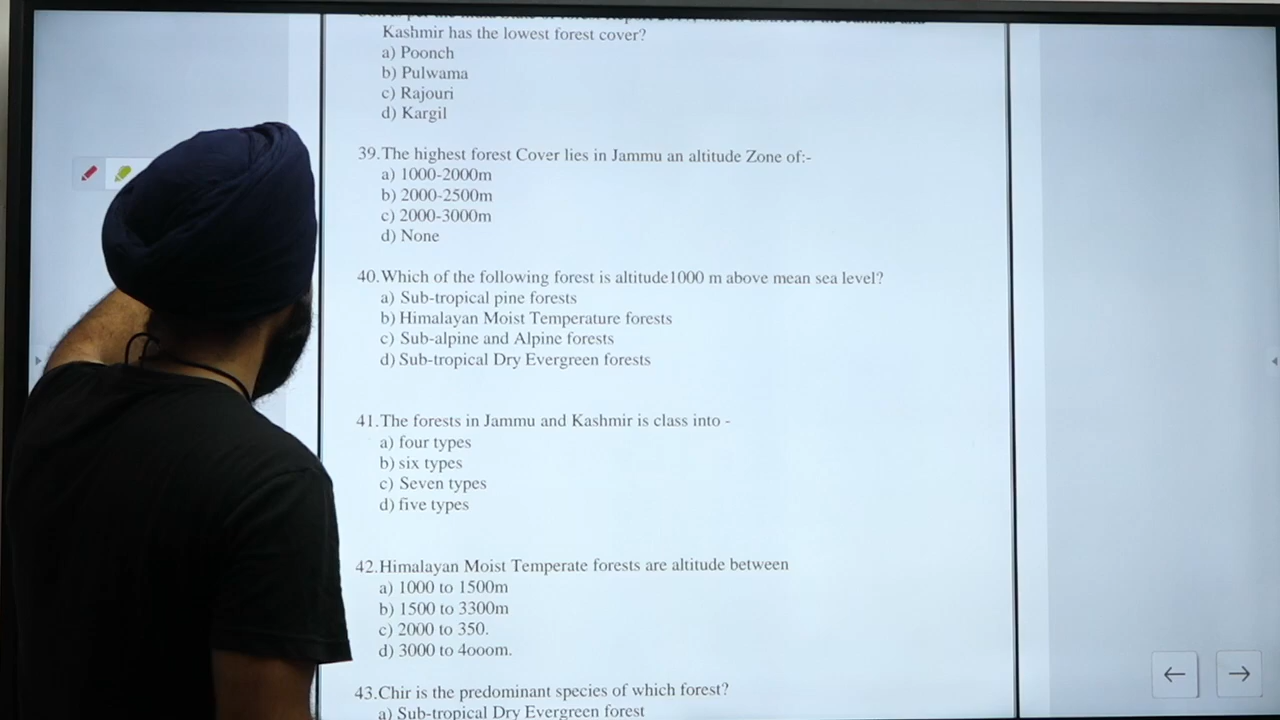 Kashmir has the lowest forest cover?
a) Poonch
b) Pulwama
c) Rajouri
d) Kargil
39.The highest forest Cover lies in Jammu an altitude Zone of:-
a) 1000-2000m
b) 2000-2500m
c) 2000-3000m
d) None
40.Which of the following forest is altitude1000 m above mean sea level?
a) Sub-tropical pine forests
b) Himalayan Moist Temperature forests
c) Sub-alpine and Alpine forests
d) Sub-tropical Dry Evergreen forests
41.The forests in Jammu and Kashmir is class into -
a) four types
b) six types
c) Seven types
d) five types
42.Himalayan Moist Temperate forests are altitude between
a) 1000 to 1500m
b) 1500 to 3300m
c) 2000 to 350.
d) 3000 to 4ooom.
43.Chir is the predominant species of which forest?
a) Sub-tropical Dry Evergreen forest